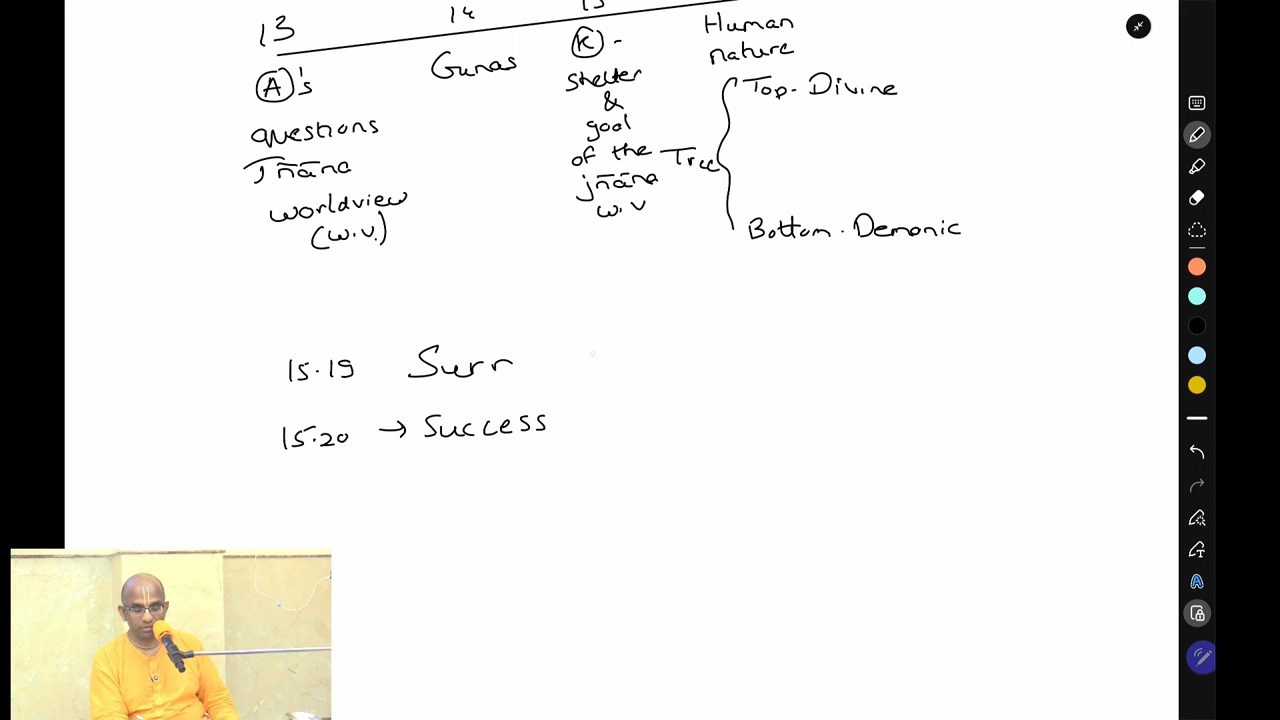 13
14
15
Ⓐ's
questions
Jñāna
worldview
(w.v.)
Gunas
Ⓚ -
shelter
&
goal
of the
jñāna
w.v
Human
nature
Tree
Top - Divine
Bottom - Demonic
15.19 Surr
15.20 → Success